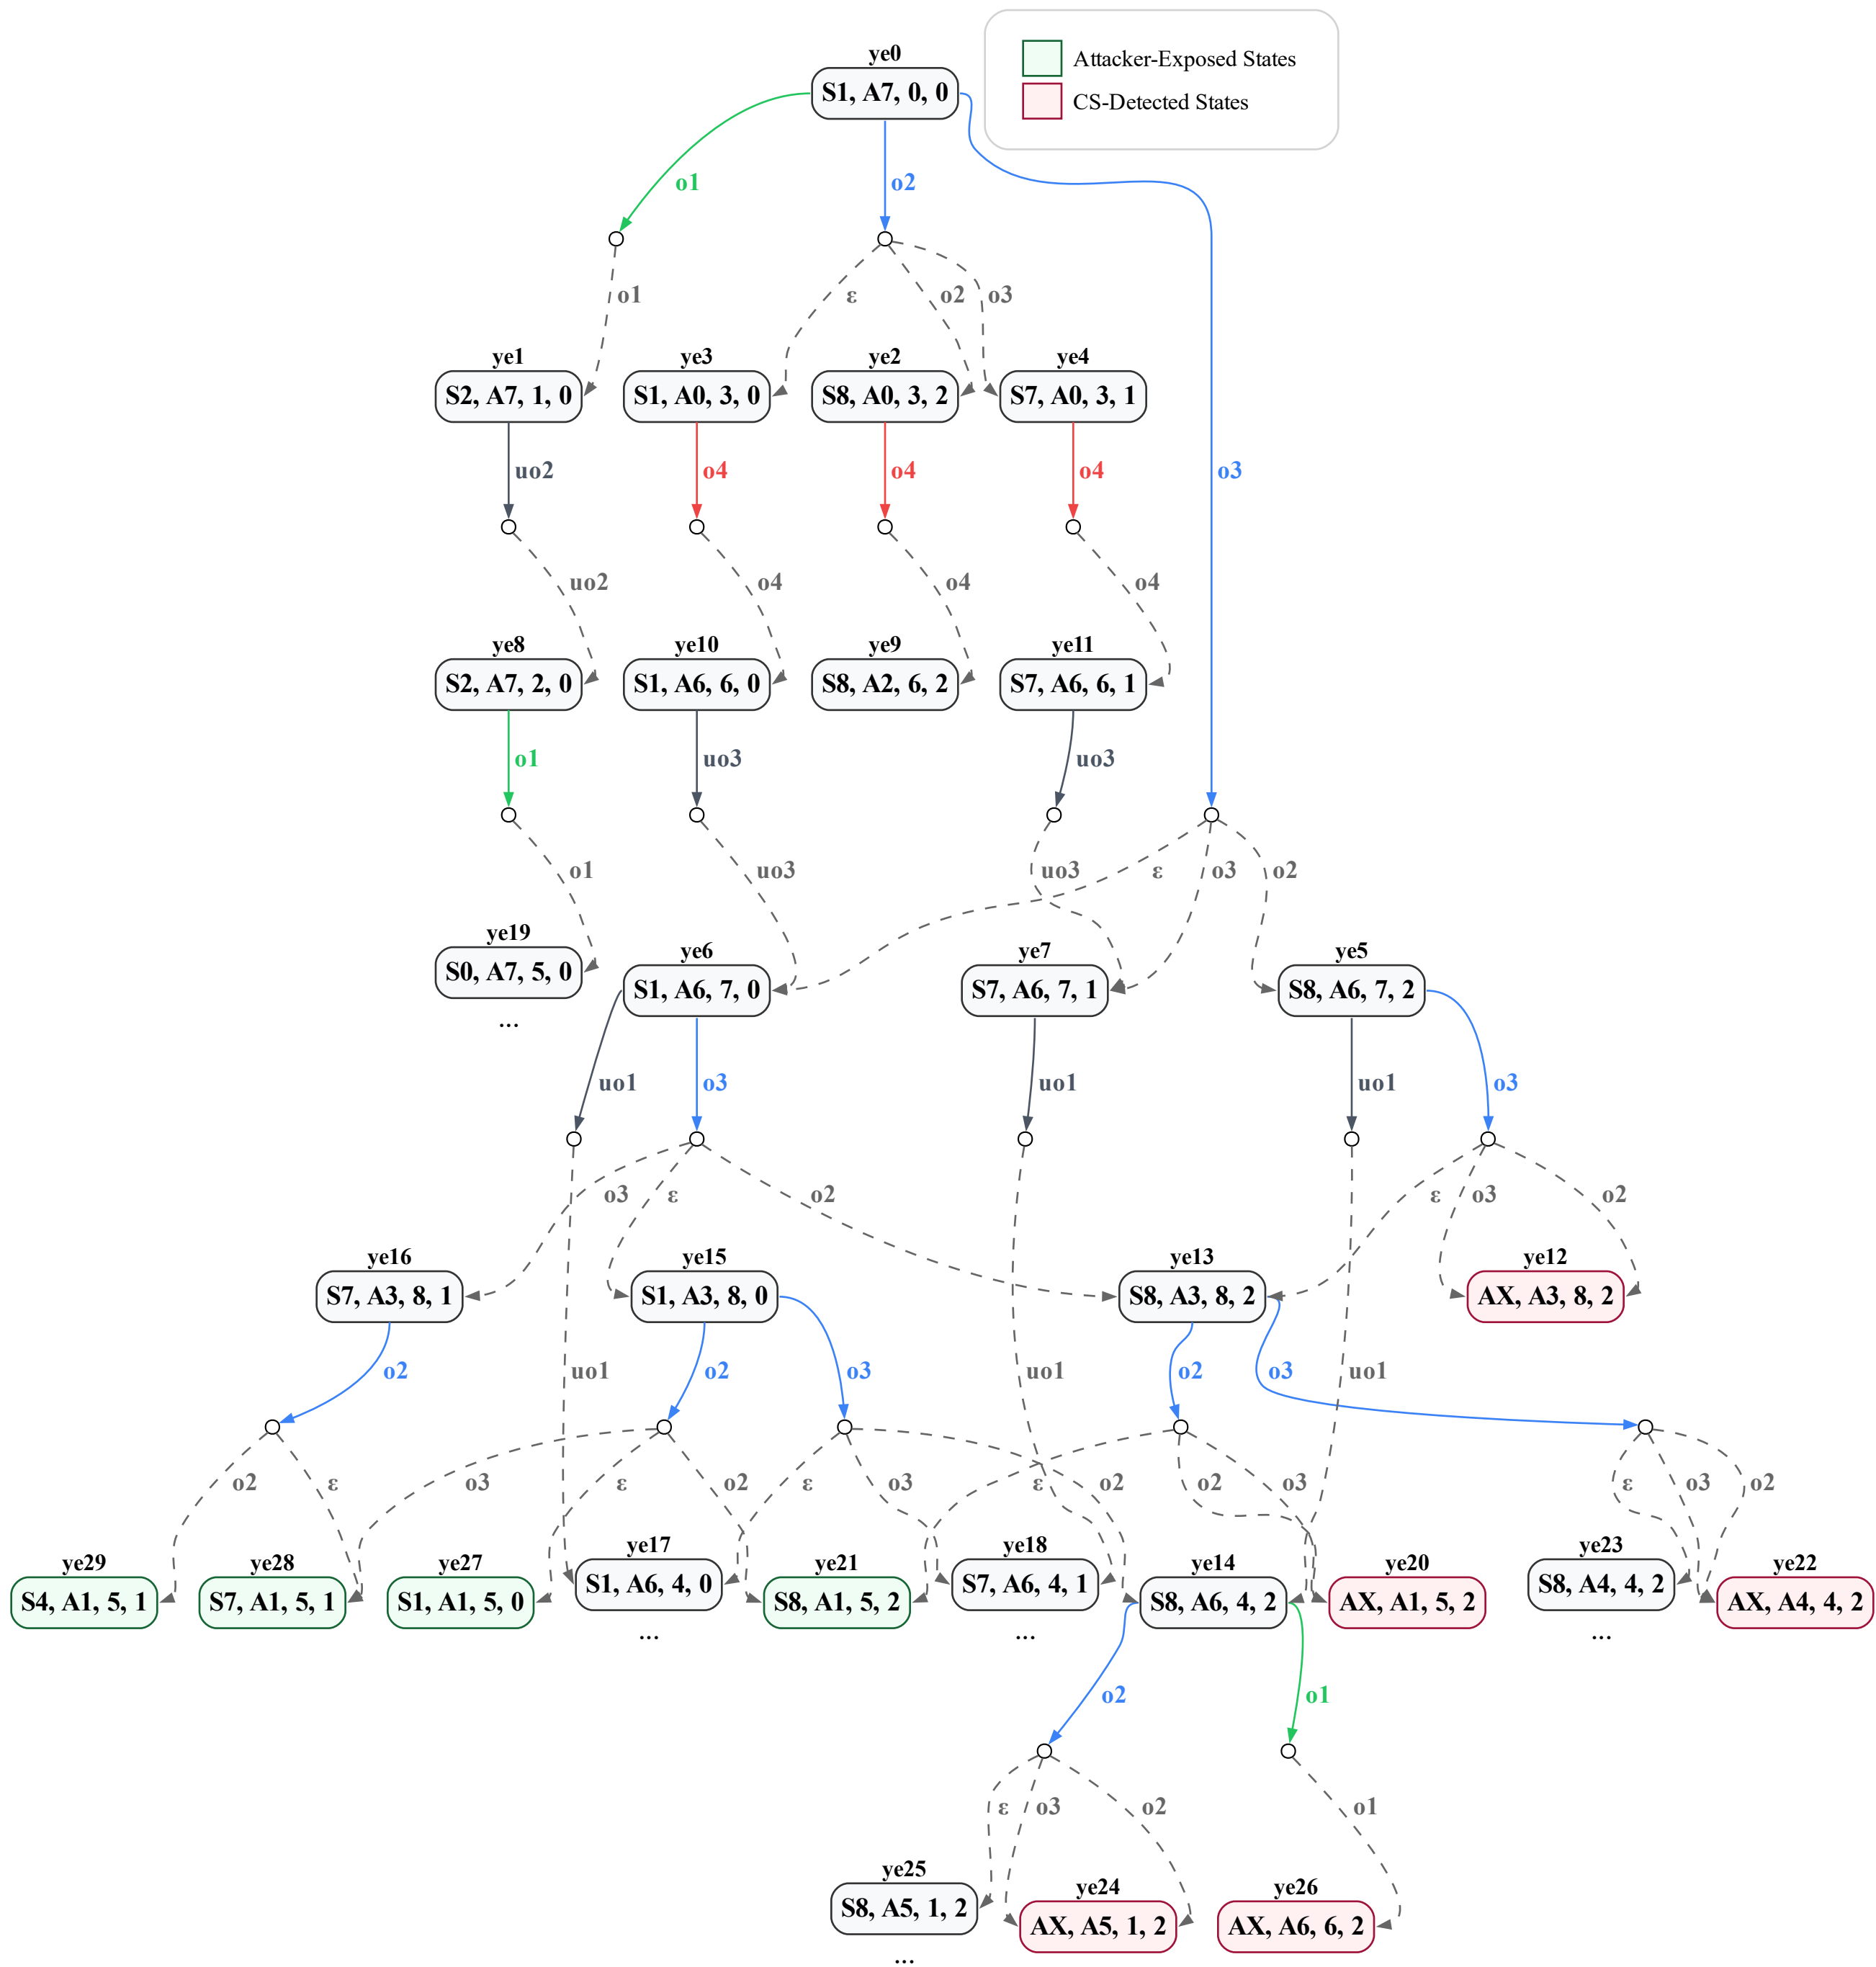 ye0
S1, A7, 0, 0
Attacker-Exposed States
CS-Detected States
o1
o2
o1
ε
o2
o3
ye1
ye3
ye2
ye4
S2, A7, 1, 0
S1, A0, 3, 0
S8, A0, 3, 2
S7, A0, 3, 1
uo2
o4
o4
o4
o3
uo2
o4
o4
o4
ye8
ye10
ye9
ye11
S2, A7, 2, 0
S1, A6, 6, 0
S8, A2, 6, 2
S7, A6, 6, 1
o1
uo3
uo3
o1
uo3
uo3
ε
o3
o2
ye19
ye6
ye7
ye5
S0, A7, 5, 0
S1, A6, 7, 0
S7, A6, 7, 1
S8, A6, 7, 2
...
uo1
o3
uo1
uo1
o3
o3
ε
o2
ε
o3
o2
ye16
ye15
ye13
ye12
S7, A3, 8, 1
S1, A3, 8, 0
S8, A3, 8, 2
AX, A3, 8, 2
o2
uo1
o2
o3
uo1
o2
o3
uo1
o2
ε
o3
ε
o2
ε
o3
ε
o2
o2
o3
ε
o3
o2
ye29
ye28
ye27
ye17
ye21
ye18
ye14
ye20
ye23
ye22
S4, A1, 5, 1
S7, A1, 5, 1
S1, A1, 5, 0
S1, A6, 4, 0
S8, A1, 5, 2
S7, A6, 4, 1
S8, A6, 4, 2
AX, A1, 5, 2
S8, A4, 4, 2
AX, A4, 4, 2
...
...
...
o2
o1
ε
o3
o2
o1
ye25
ye24
ye26
S8, A5, 1, 2
AX, A5, 1, 2
AX, A6, 6, 2
...